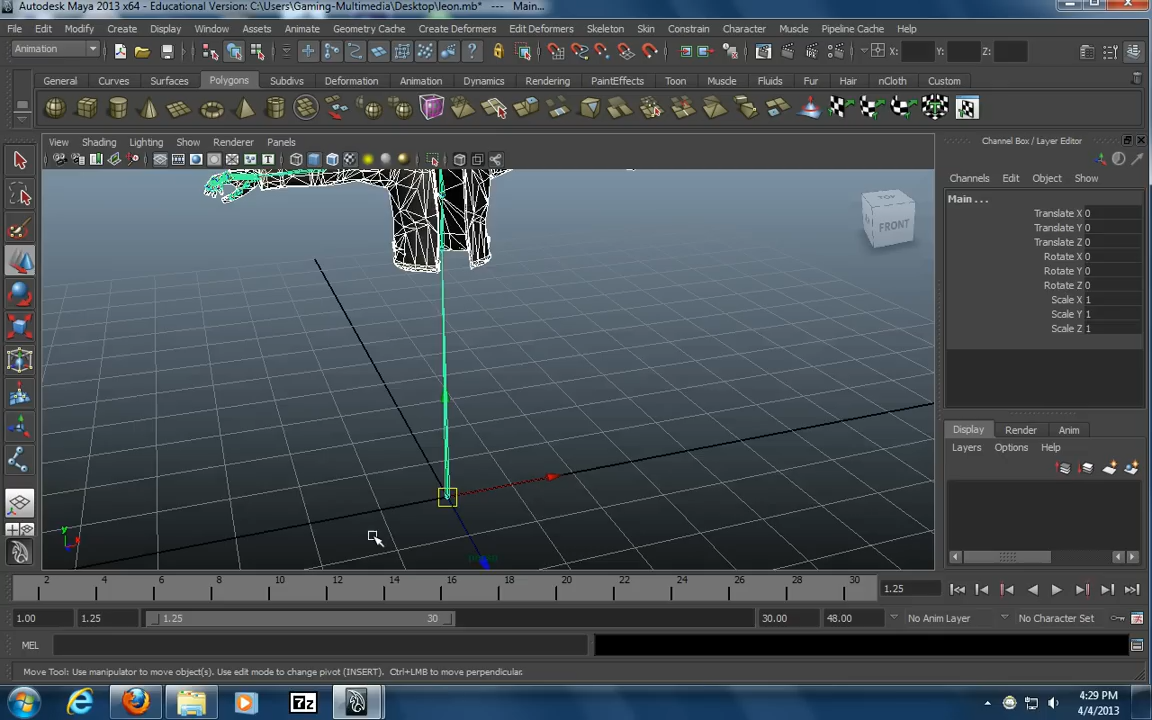 Autodesk Maya 2013 x64 - Educational Version: C:\Users\Gaming-Multimedia\Desktop\leon.mb* --- Main...
File Edit Modify Create Display Window Assets Animate Geometry Cache Create Deformers Edit Deformers Skeleton Skin Constrain Character Muscle Pipeline Cache Help
Animation X: Y: Z:
General Curves Surfaces Polygons Subdivs Deformation Animation Dynamics Rendering PaintEffects Toon Muscle Fluids Fur Hair nCloth Custom
View Shading Lighting Show Renderer Panels
Channel Box / Layer Editor
Channels Edit Object Show
Main ...
Translate X 0
Translate Y 0
Translate Z 0
Rotate X 0
Rotate Y 0
Rotate Z 0
Scale X 1
Scale Y 1
Scale Z 1
TOP
FRONT
Display Render Anim
Layers Options Help
y
x
2 4 6 8 10 12 14 16 18 20 22 24 26 28 30 1.25
1.00 1.25 1.25 30 30.00 48.00 No Anim Layer No Character Set
MEL
Move Tool: Use manipulator to move object(s). Use edit mode to change pivot (INSERT). Ctrl+LMB to move perpendicular.
7z
4:29 PM
4/4/2013